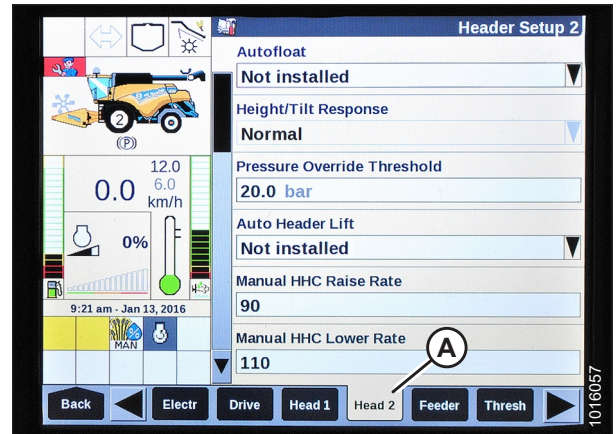 Header Setup 2
Autofloat
Not installed
Height/Tilt Response
Normal
Pressure Override Threshold
20.0 bar
Auto Header Lift
Not installed
Manual HHC Raise Rate
90
Manual HHC Lower Rate
110
2
(P)
12.0
6.0
0.0 km/h
0%
9:21 am - Jan 13, 2016
%
MAN
A
Back
Electr
Drive
Head 1
Head 2
Feeder
Thresh
1016057